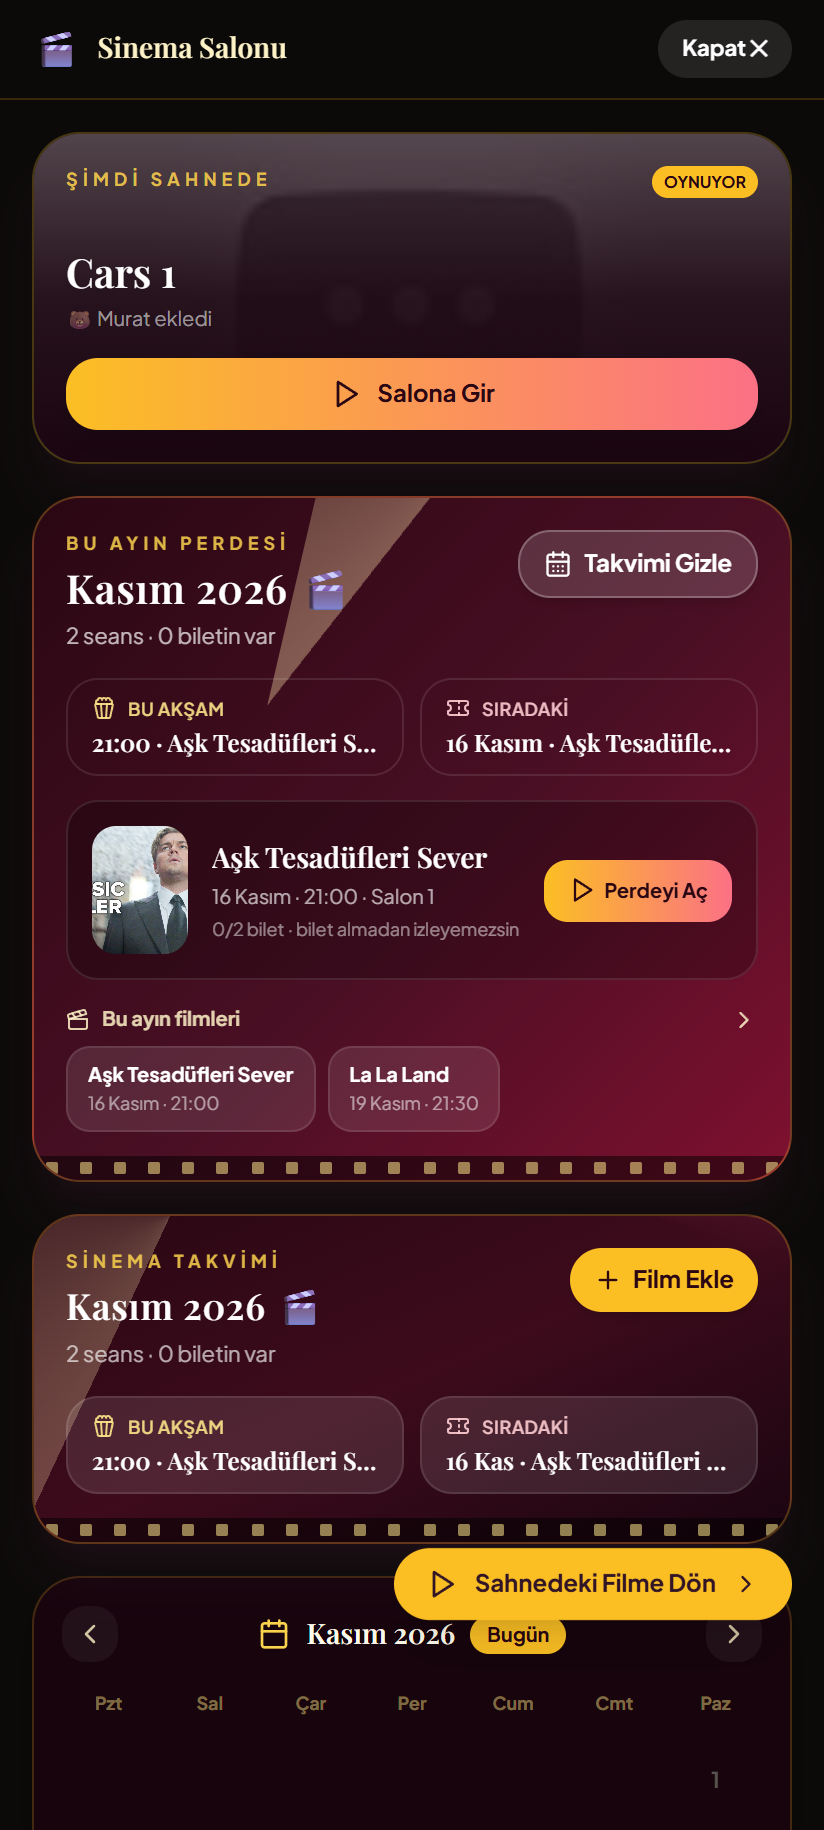 Sinema Salonu
Kapat
ŞİMDİ SAHNEDE
OYNUYOR
Cars 1
Murat ekledi
Salona Gir
BU AYIN PERDESİ
Takvimi Gizle
Kasım 2026
2 seans · 0 biletin var
BU AKŞAM
21:00 · Aşk Tesadüfleri S...
SIRADAKİ
16 Kasım · Aşk Tesadüfle...
SIC
LER
Aşk Tesadüfleri Sever
16 Kasım · 21:00 · Salon 1
0/2 bilet · bilet almadan izleyemezsin
Perdeyi Aç
Bu ayın filmleri
Aşk Tesadüfleri Sever
16 Kasım · 21:00
La La Land
19 Kasım · 21:30
SİNEMA TAKVİMİ
Film Ekle
Kasım 2026
2 seans · 0 biletin var
BU AKŞAM
21:00 · Aşk Tesadüfleri S...
SIRADAKİ
16 Kas · Aşk Tesadüfleri ...
Sahnedeki Filme Dön
Kasım 2026
Bugün
Pzt Sal Çar Per Cum Cmt Paz
1